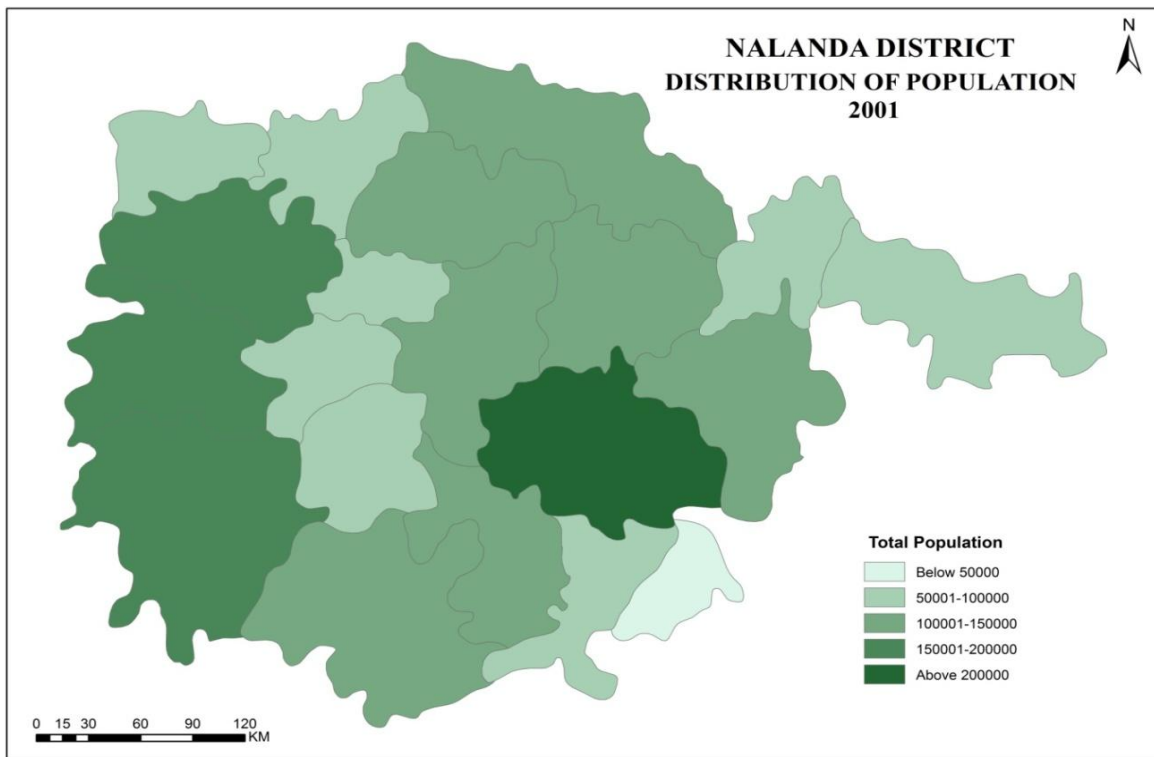 NALANDA DISTRICT
DISTRIBUTION OF POPULATION
2001
N
Total Population
Below 50000
50001-100000
100001-150000
150001-200000
Above 200000
0 15 30 60 90 120
KM